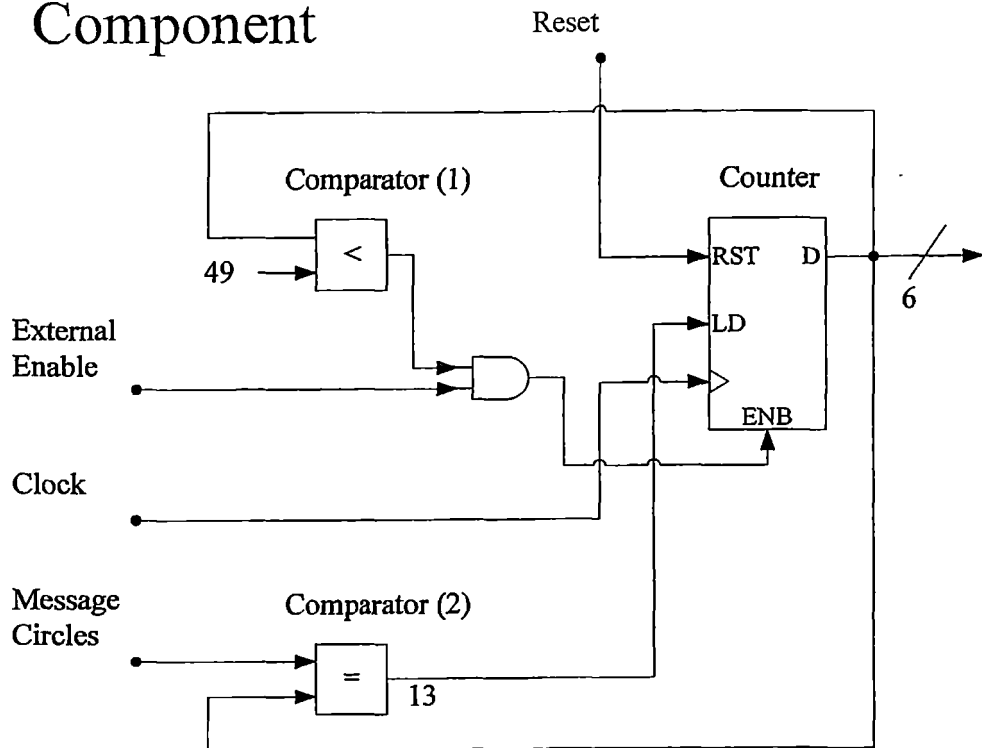 Component
Reset
Comparator (1)
Counter
<
49
RST D
6
LD
External
Enable
ENB
Clock
Message
Circles
Comparator (2)
=
13